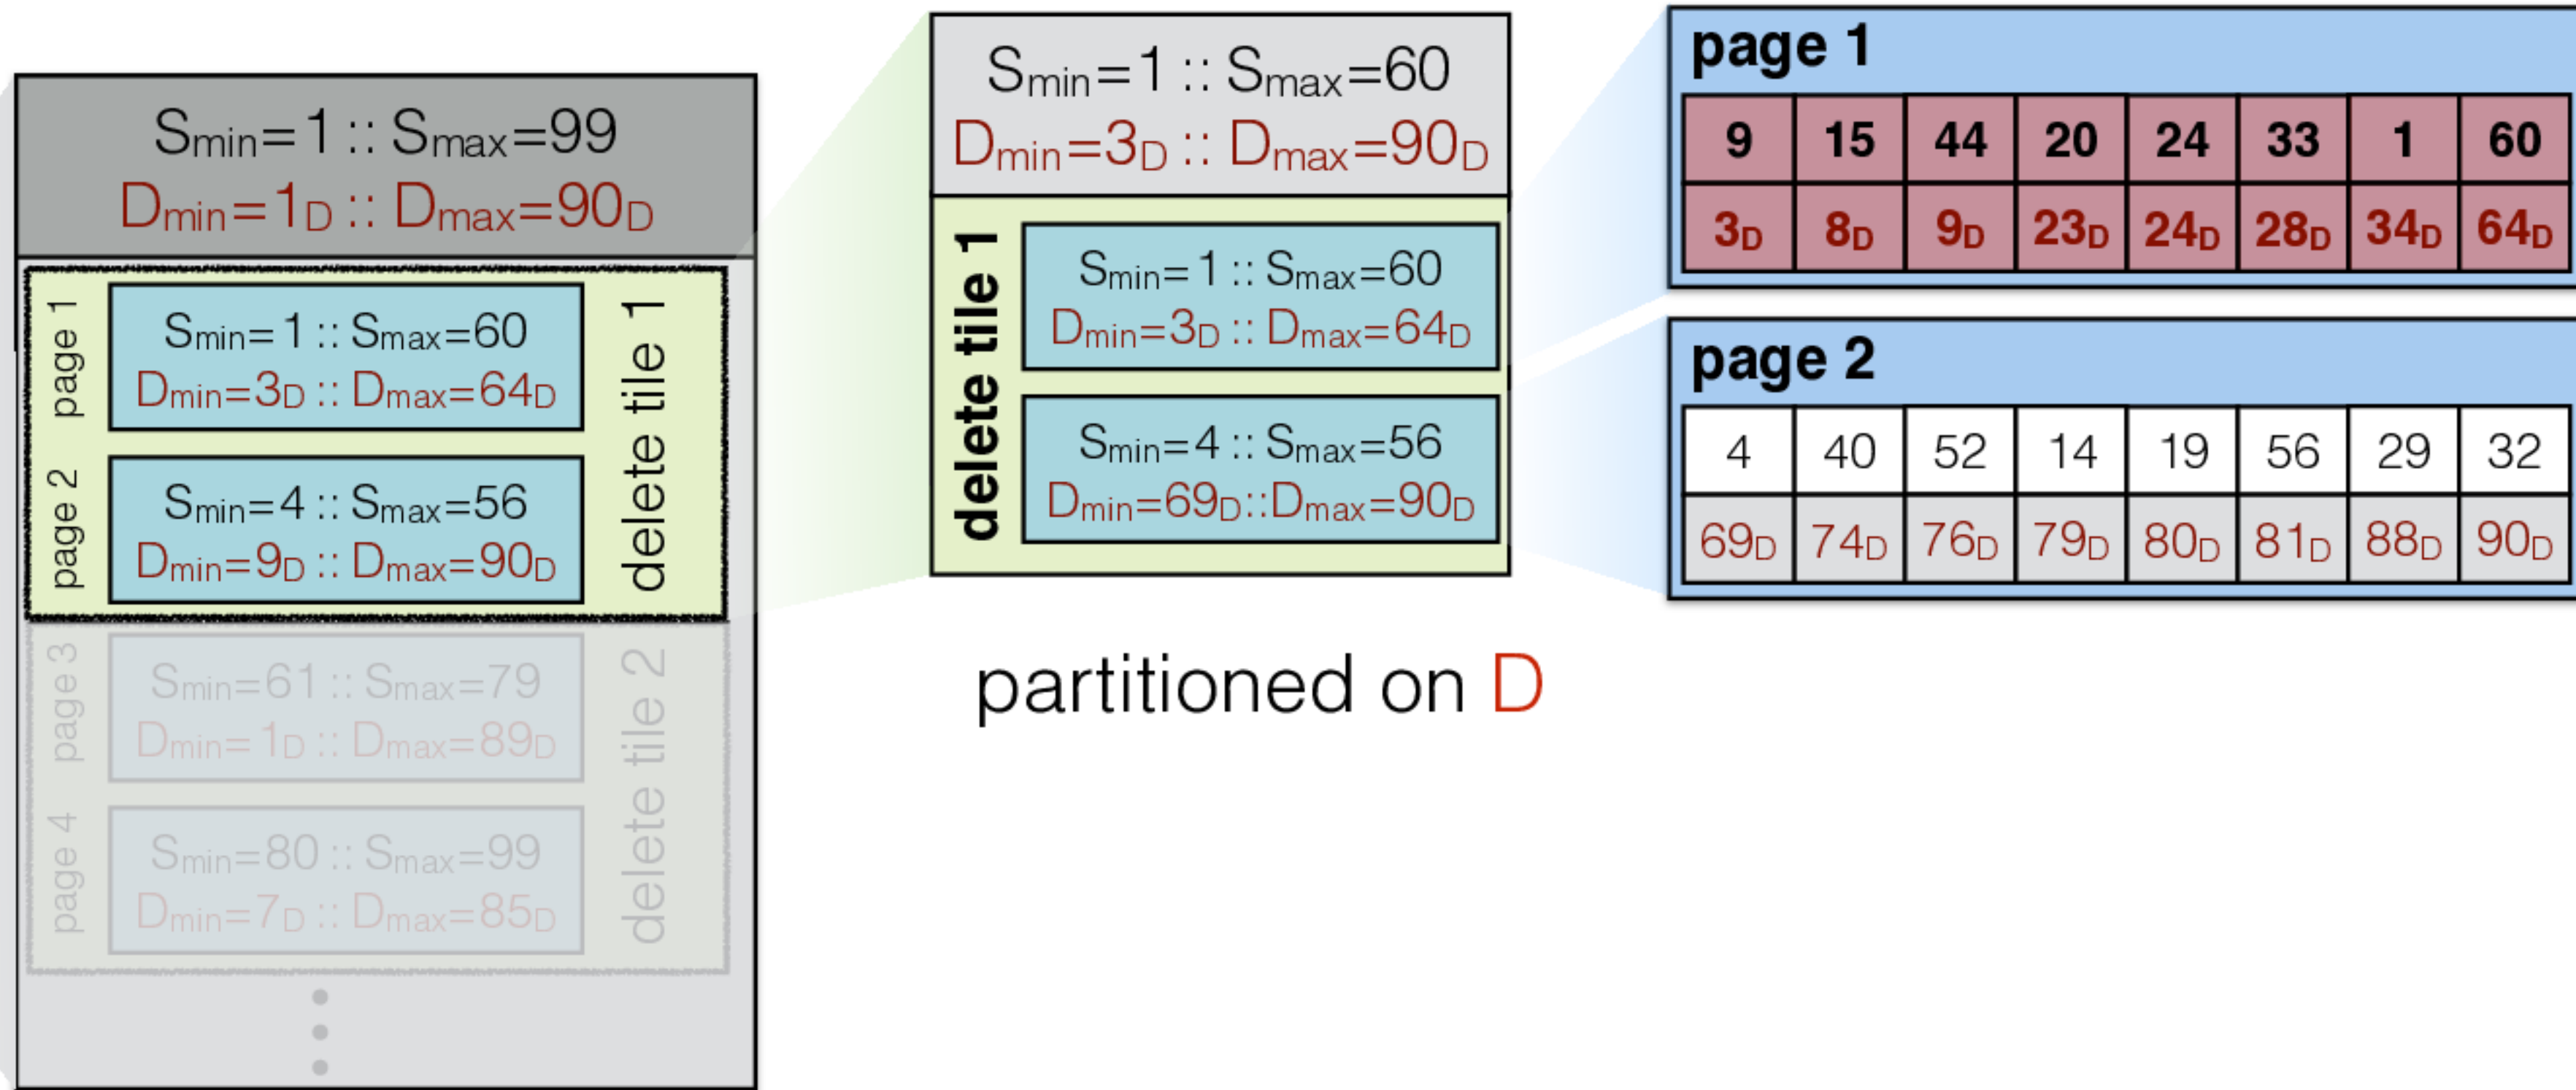 Smin=1 :: Smax=99
Dmin=1D :: Dmax=90D
page 1
Smin=1 :: Smax=60
Dmin=3D :: Dmax=64D
page 2
Smin=4 :: Smax=56
Dmin=9D :: Dmax=90D
delete tile 1
page 3
Smin=61 :: Smax=79
Dmin=1D :: Dmax=89D
page 4
Smin=80 :: Smax=99
Dmin=7D :: Dmax=85D
delete tile 2
Smin=1 :: Smax=60
Dmin=3D :: Dmax=90D
delete tile 1
Smin=1 :: Smax=60
Dmin=3D :: Dmax=64D
Smin=4 :: Smax=56
Dmin=69D::Dmax=90D
partitioned on D
page 1
9 15 44 20 24 33 1 60
3D 8D 9D 23D 24D 28D 34D 64D
page 2
4 40 52 14 19 56 29 32
69D 74D 76D 79D 80D 81D 88D 90D